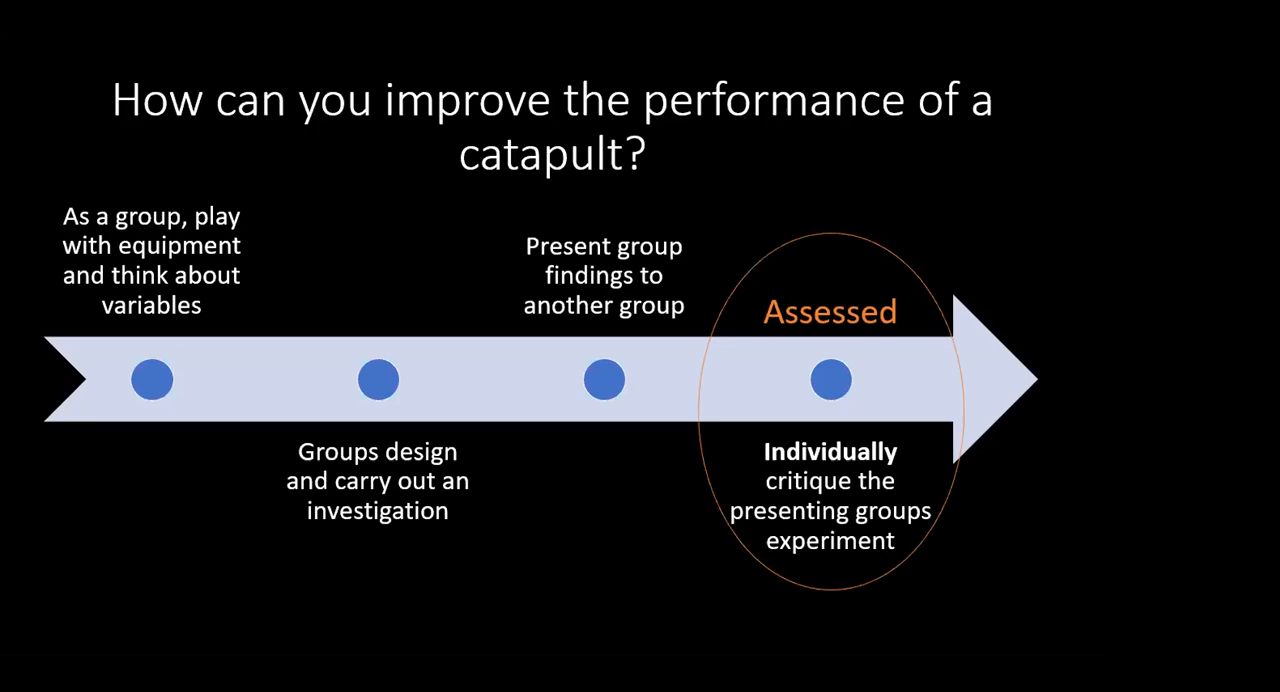 How can you improve the performance of a
catapult?
As a group, play
with equipment
and think about
variables
Groups design
and carry out an
investigation
Present group
findings to
another group
Assessed
Individually
critique the
presenting groups
experiment